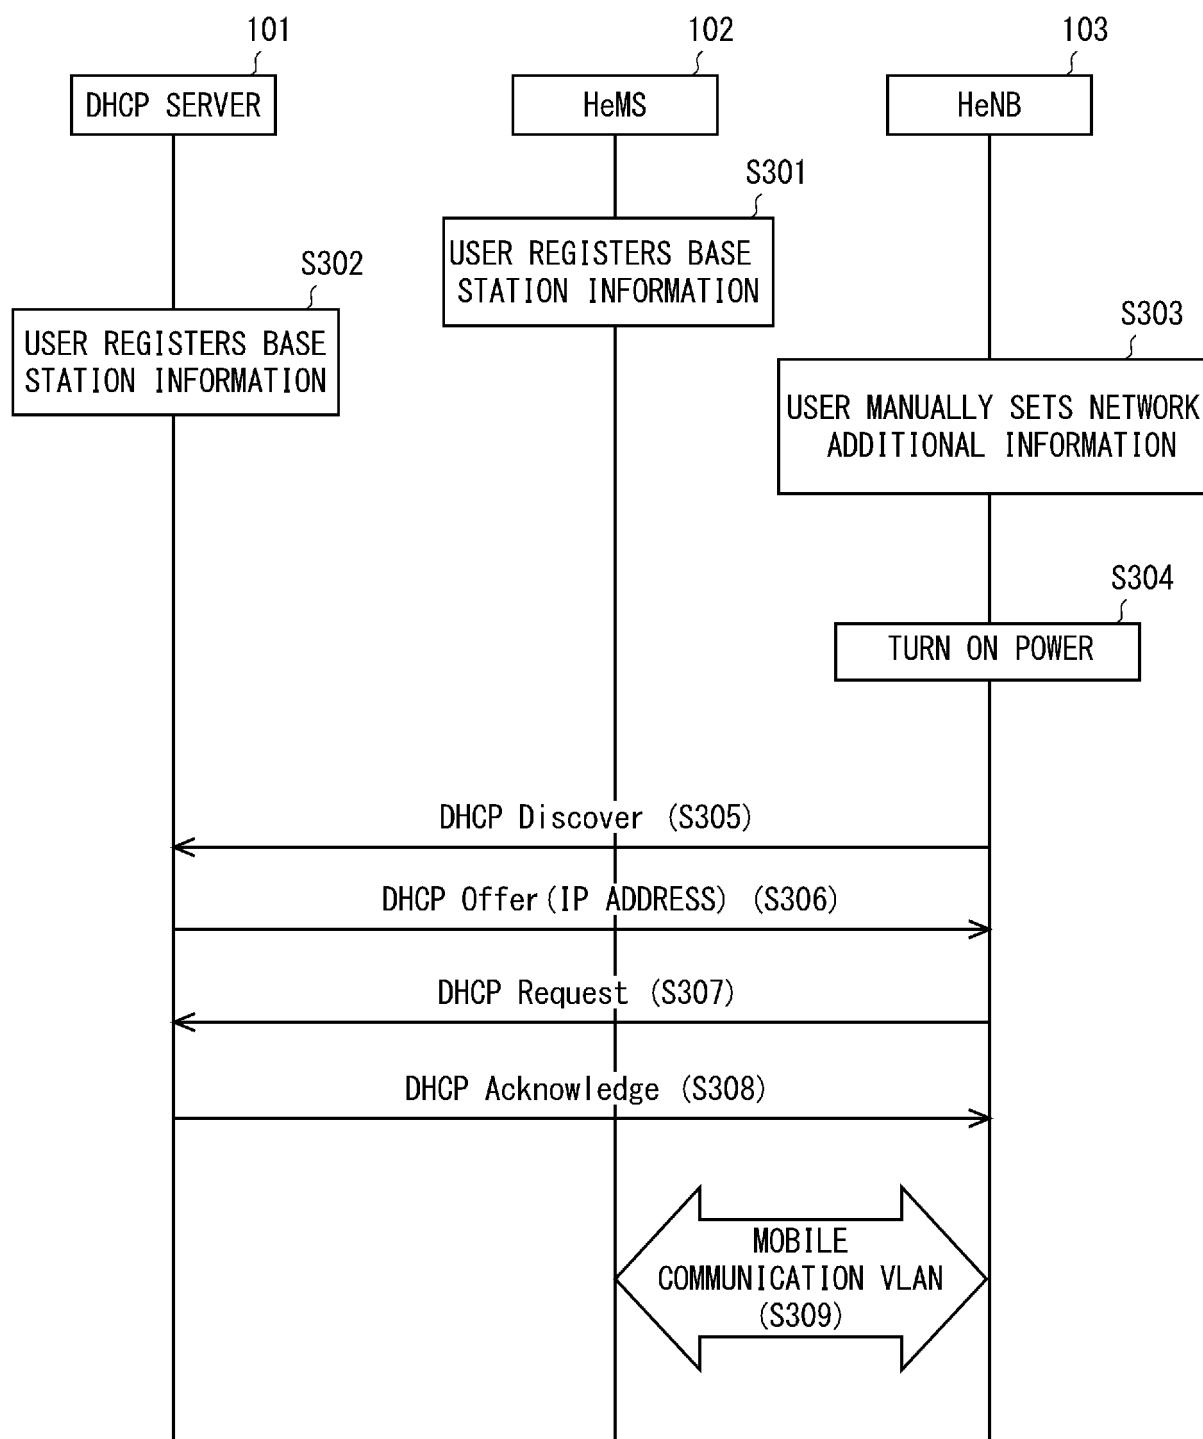 101
102
103
DHCP SERVER
HeMS
HeNB
S301
USER REGISTERS BASE
STATION INFORMATION
S302
USER REGISTERS BASE
STATION INFORMATION
S303
USER MANUALLY SETS NETWORK
ADDITIONAL INFORMATION
S304
TURN ON POWER
DHCP Discover (S305)
DHCP Offer(IP ADDRESS) (S306)
DHCP Request (S307)
DHCP Acknowledge (S308)
MOBILE
COMMUNICATION VLAN
(S309)